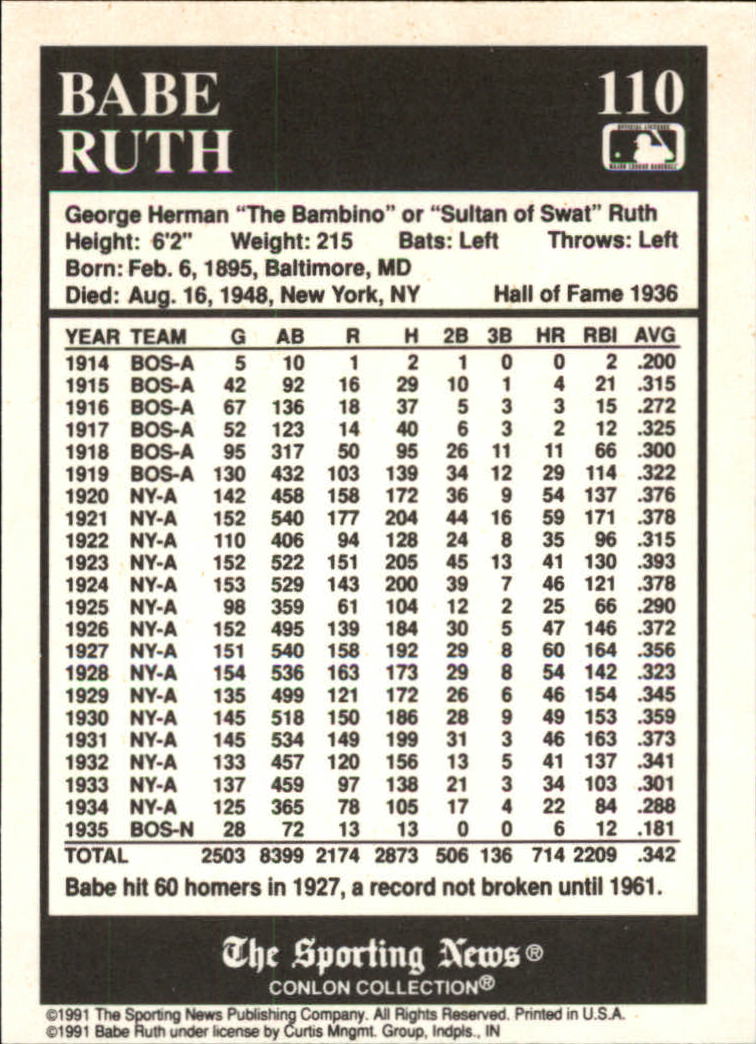 BABE 110
RUTH
OFFICIAL LICENSEE
MAJOR LEAGUE BASEBALL
George Herman “The Bambino” or “Sultan of Swat” Ruth
Height: 6'2” Weight: 215 Bats: Left Throws: Left
Born: Feb. 6, 1895, Baltimore, MD
Died: Aug. 16, 1948, New York, NY Hall of Fame 1936
YEAR TEAM G AB R H 2B 3B HR RBI AVG
1914 BOS-A 5 10 1 2 1 0 0 2 .200
1915 BOS-A 42 92 16 29 10 1 4 21 .315
1916 BOS-A 67 136 18 37 5 3 3 15 .272
1917 BOS-A 52 123 14 40 6 3 2 12 .325
1918 BOS-A 95 317 50 95 26 11 11 66 .300
1919 BOS-A 130 432 103 139 34 12 29 114 .322
1920 NY-A 142 458 158 172 36 9 54 137 .376
1921 NY-A 152 540 177 204 44 16 59 171 .378
1922 NY-A 110 406 94 128 24 8 35 96 .315
1923 NY-A 152 522 151 205 45 13 41 130 .393
1924 NY-A 153 529 143 200 39 7 46 121 .378
1925 NY-A 98 359 61 104 12 2 25 66 .290
1926 NY-A 152 495 139 184 30 5 47 146 .372
1927 NY-A 151 540 158 192 29 8 60 164 .356
1928 NY-A 154 536 163 173 29 8 54 142 .323
1929 NY-A 135 499 121 172 26 6 46 154 .345
1930 NY-A 145 518 150 186 28 9 49 153 .359
1931 NY-A 145 534 149 199 31 3 46 163 .373
1932 NY-A 133 457 120 156 13 5 41 137 .341
1933 NY-A 137 459 97 138 21 3 34 103 .301
1934 NY-A 125 365 78 105 17 4 22 84 .288
1935 BOS-N 28 72 13 13 0 0 6 12 .181
TOTAL 2503 8399 2174 2873 506 136 714 2209 .342
Babe hit 60 homers in 1927, a record not broken until 1961.
The Sporting News®
CONLON COLLECTION®
©1991 The Sporting News Publishing Company. All Rights Reserved. Printed in U.S.A.
©1991 Babe Ruth under license by Curtis Mngmt. Group, Indpls., IN